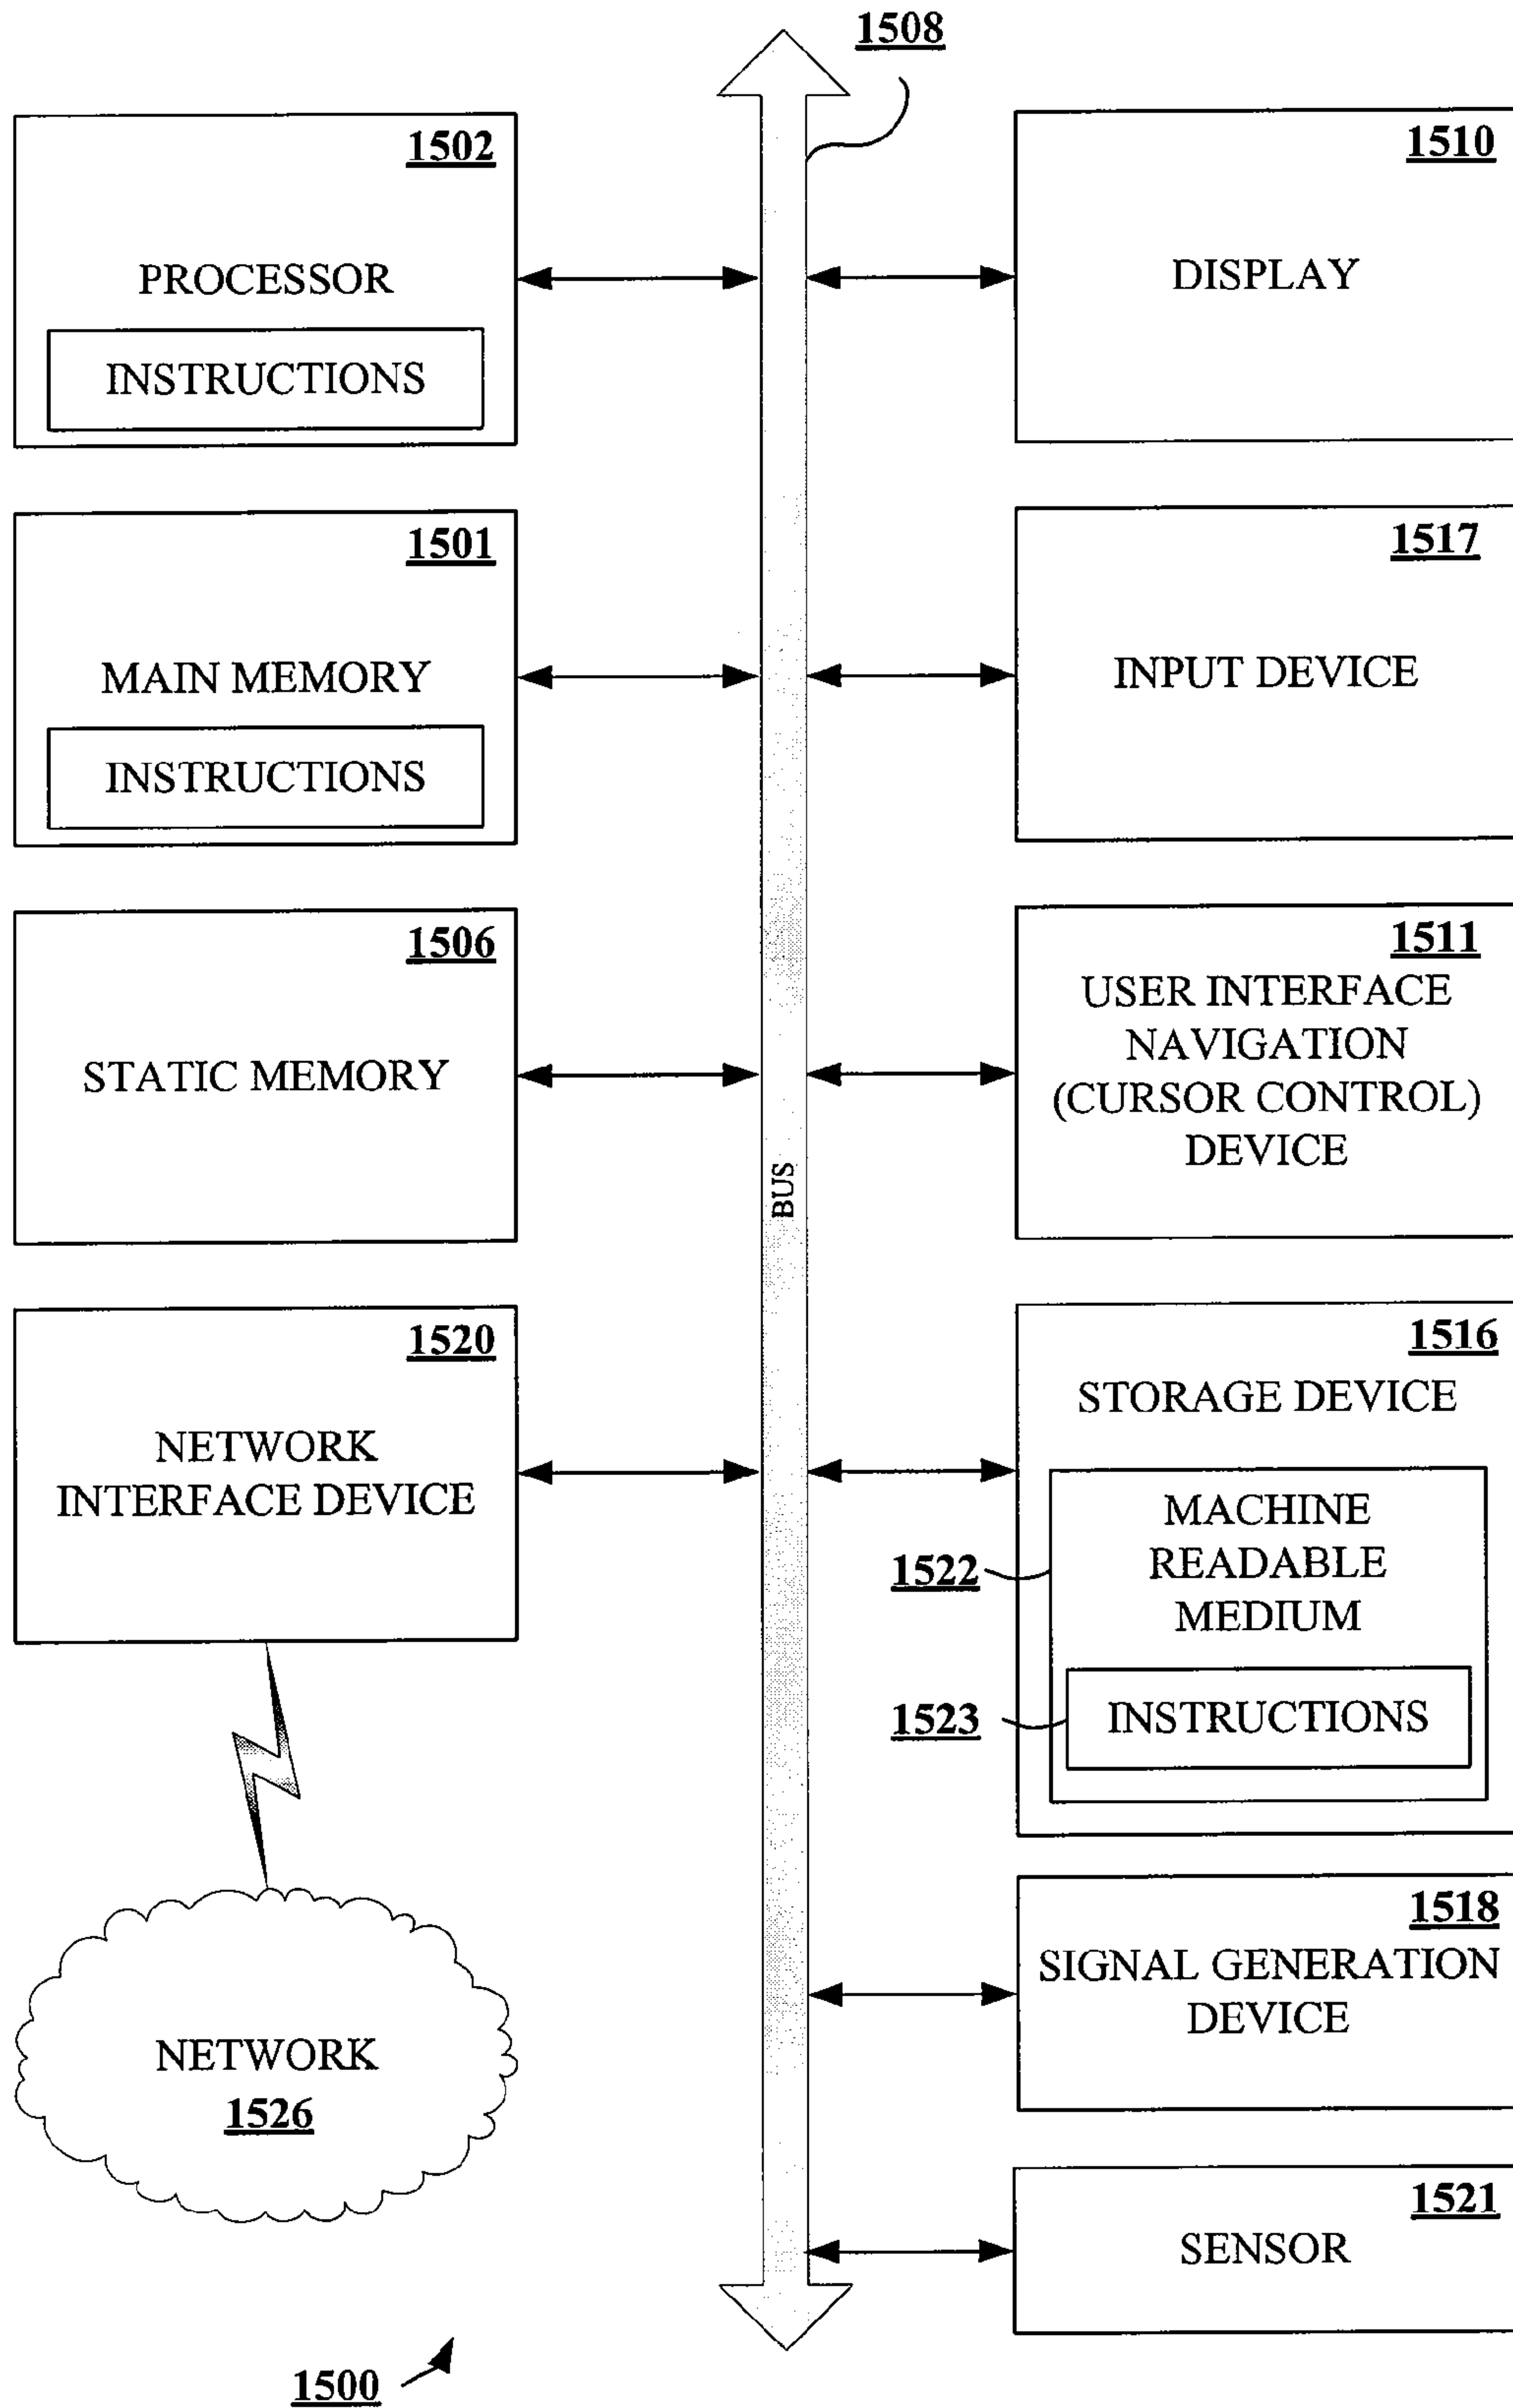 1508
1502
PROCESSOR
INSTRUCTIONS
1501
MAIN MEMORY
INSTRUCTIONS
1506
STATIC MEMORY
1520
NETWORK
INTERFACE DEVICE
NETWORK
1526
1500
BUS
1510
DISPLAY
1517
INPUT DEVICE
1511
USER INTERFACE
NAVIGATION
(CURSOR CONTROL)
DEVICE
1516
STORAGE DEVICE
MACHINE
READABLE
MEDIUM
1522
INSTRUCTIONS
1523
1518
SIGNAL GENERATION
DEVICE
1521
SENSOR